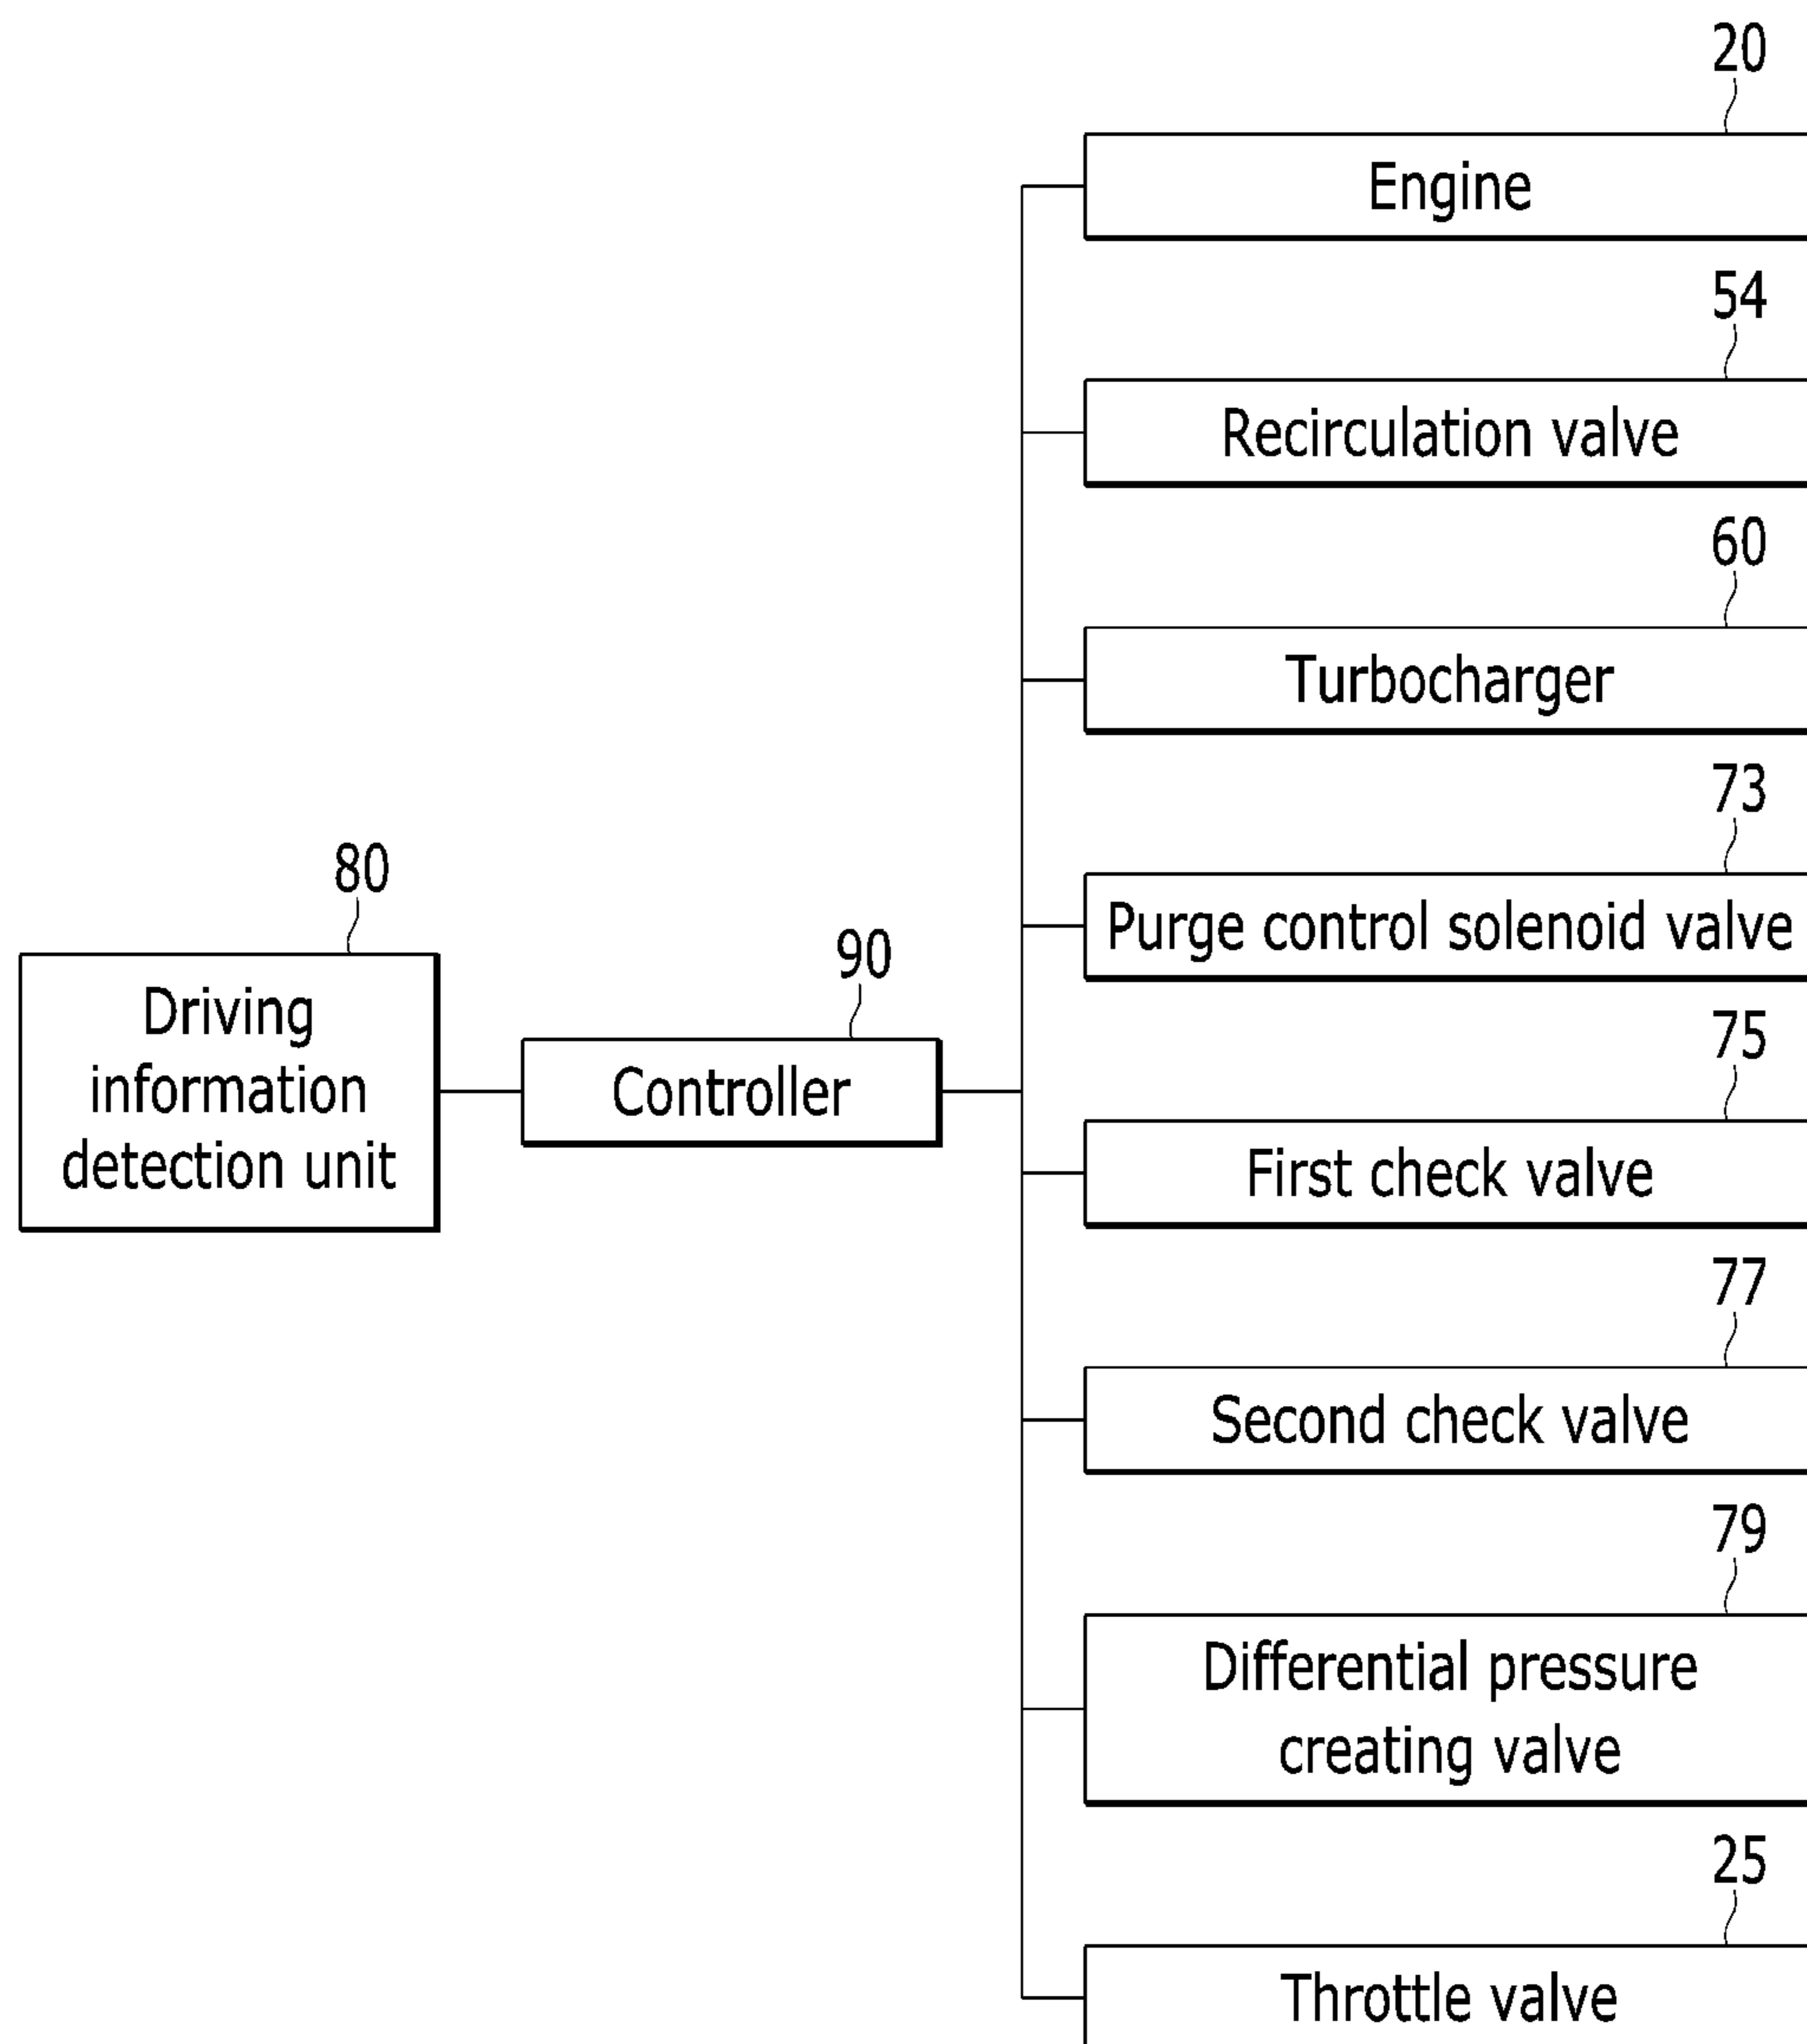 20
Engine
54
Recirculation valve
60
Turbocharger
73
Purge control solenoid valve
80
Driving
information
detection unit
90
Controller
75
First check valve
77
Second check valve
79
Differential pressure
creating valve
25
Throttle valve